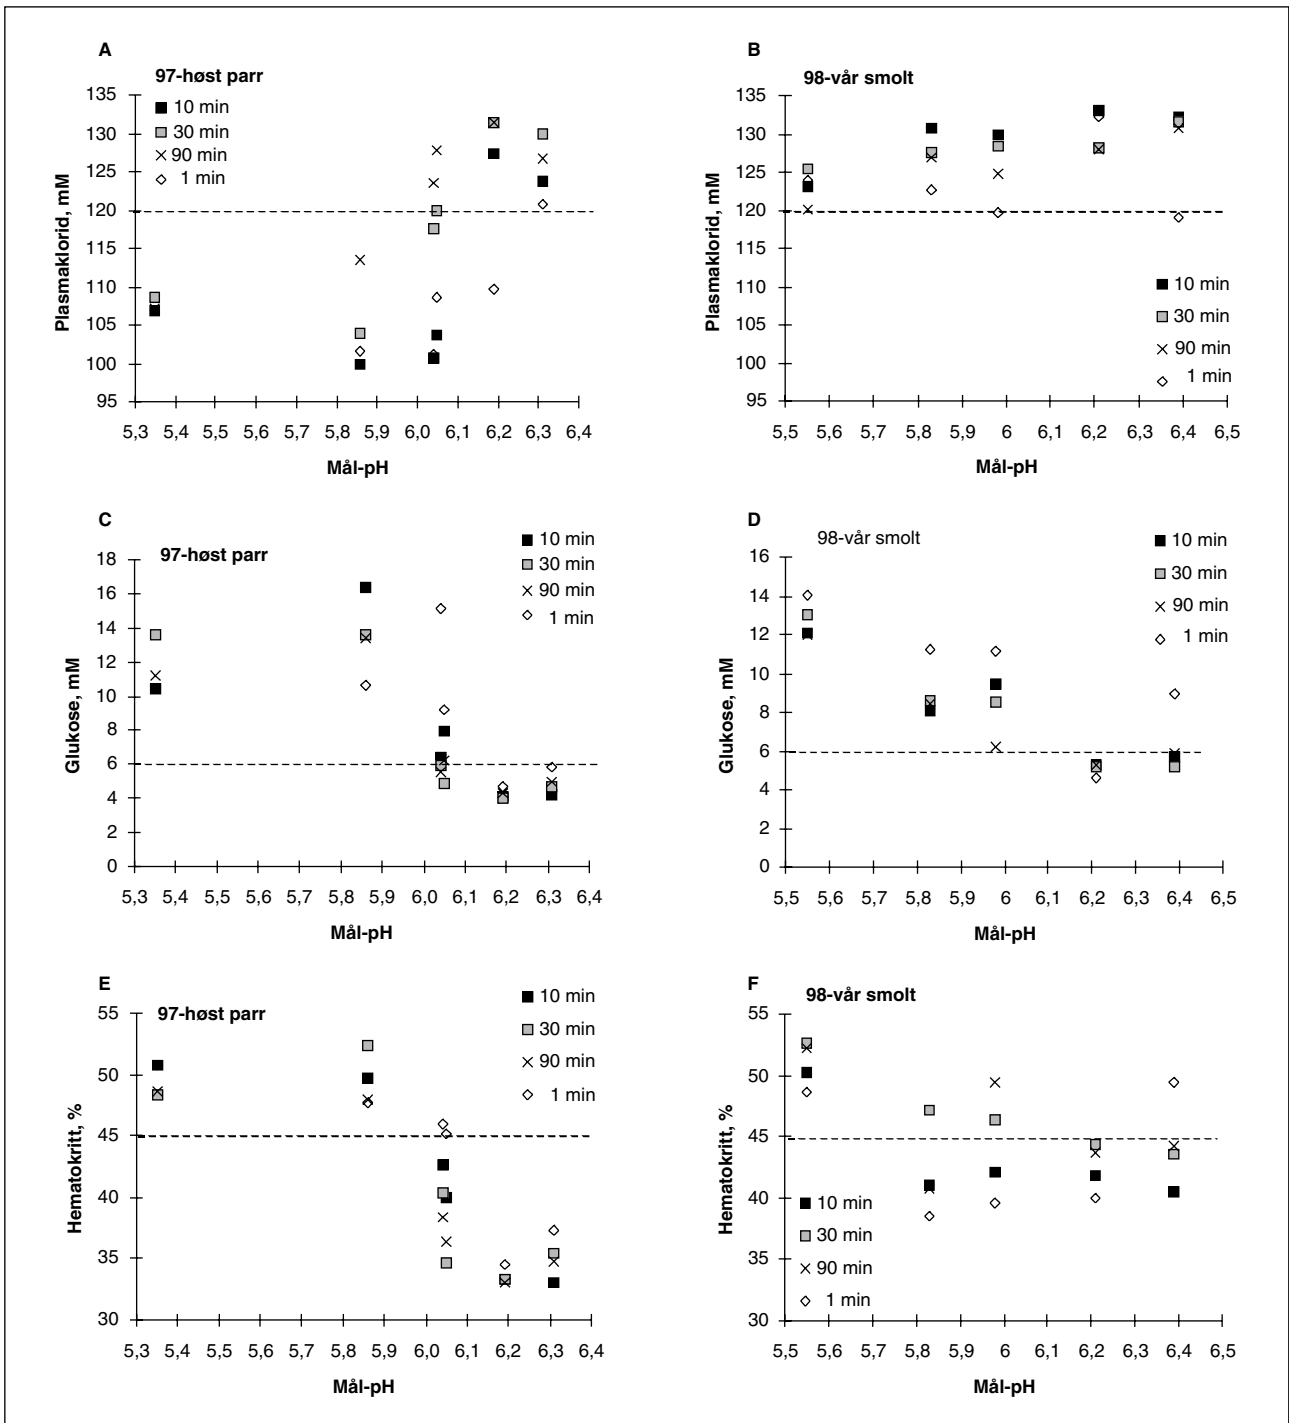 A
97-høst parr
10 min
30 min
90 min
1 min
Plasmaklorid, mM
135
130
125
120
115
110
105
100
95
5,3 5,4 5,5 5,6 5,7 5,8 5,9 6,0 6,1 6,2 6,3 6,4
Mål-pH
B
98-vår smolt
Plasmaklorid, mM
135
130
125
120
115
110
105
100
95
10 min
30 min
90 min
1 min
5,5 5,6 5,7 5,8 5,9 6 6,1 6,2 6,3 6,4 6,5
Mål-pH
C
97-høst parr
10 min
30 min
90 min
1 min
Glukose, mM
18
16
14
12
10
8
6
4
2
0
5,3 5,4 5,5 5,6 5,7 5,8 5,9 6,0 6,1 6,2 6,3 6,4
Mål-pH
D
98-vår smolt
10 min
30 min
90 min
1 min
Glukose, mM
16
14
12
10
8
6
4
2
0
5,5 5,6 5,7 5,8 5,9 6 6,1 6,2 6,3 6,4 6,5
Mål-pH
E
97-høst parr
10 min
30 min
90 min
1 min
Hematokritt, %
55
50
45
40
35
30
5,3 5,4 5,5 5,6 5,7 5,8 5,9 6,0 6,1 6,2 6,3 6,4
Mål-pH
F
98-vår smolt
Hematokritt, %
55
50
45
40
35
30
10 min
30 min
90 min
1 min
5,5 5,6 5,7 5,8 5,9 6 6,1 6,2 6,3 6,4 6,5
Mål-pH